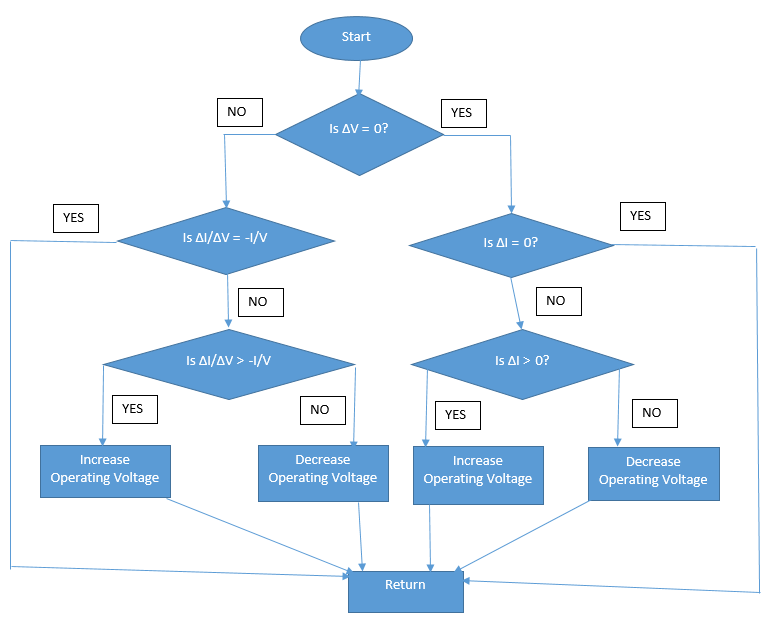 Start
NO
YES
Is ΔV = 0?
YES
YES
Is ΔI/ΔV = -I/V
Is ΔI = 0?
NO
NO
Is ΔI/ΔV > -I/V
Is ΔI > 0?
YES
NO
YES
NO
Increase
Operating Voltage
Decrease
Operating Voltage
Increase
Operating Voltage
Decrease
Operating Voltage
Return